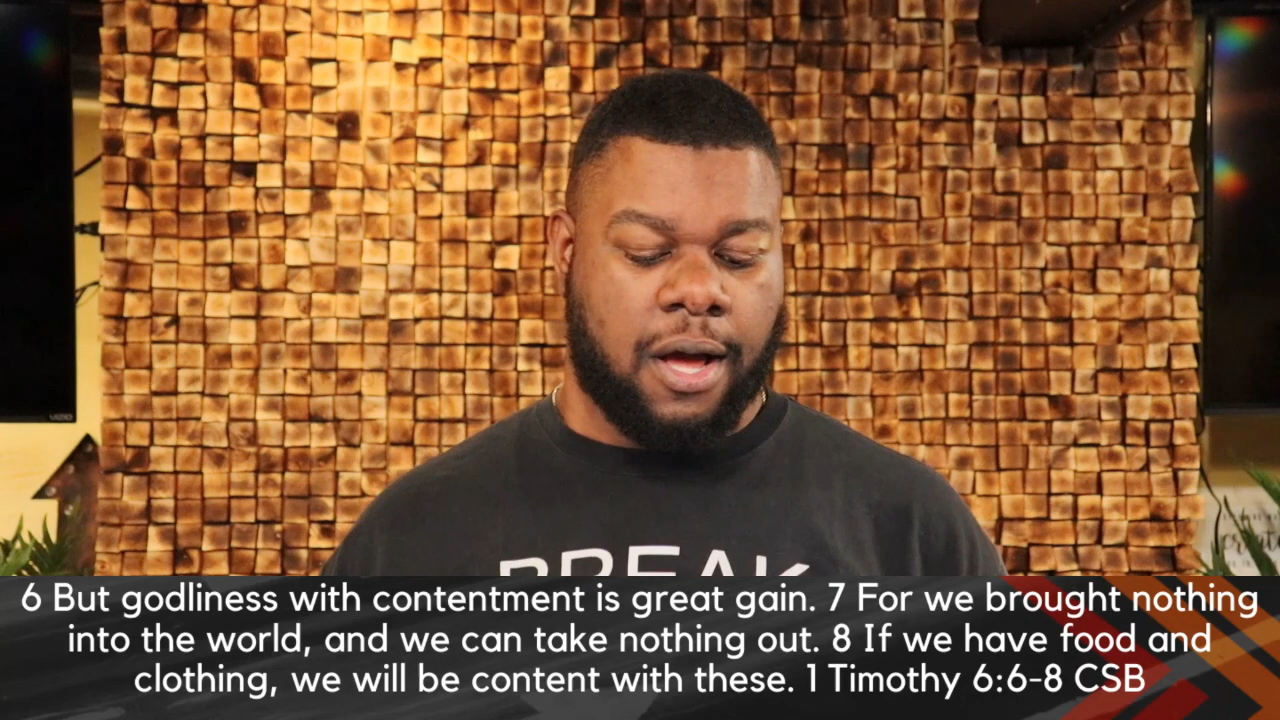 VIZIO
BREAK
6 But godliness with contentment is great gain. 7 For we brought nothing
into the world, and we can take nothing out. 8 If we have food and
clothing, we will be content with these. 1 Timothy 6:6-8 CSB